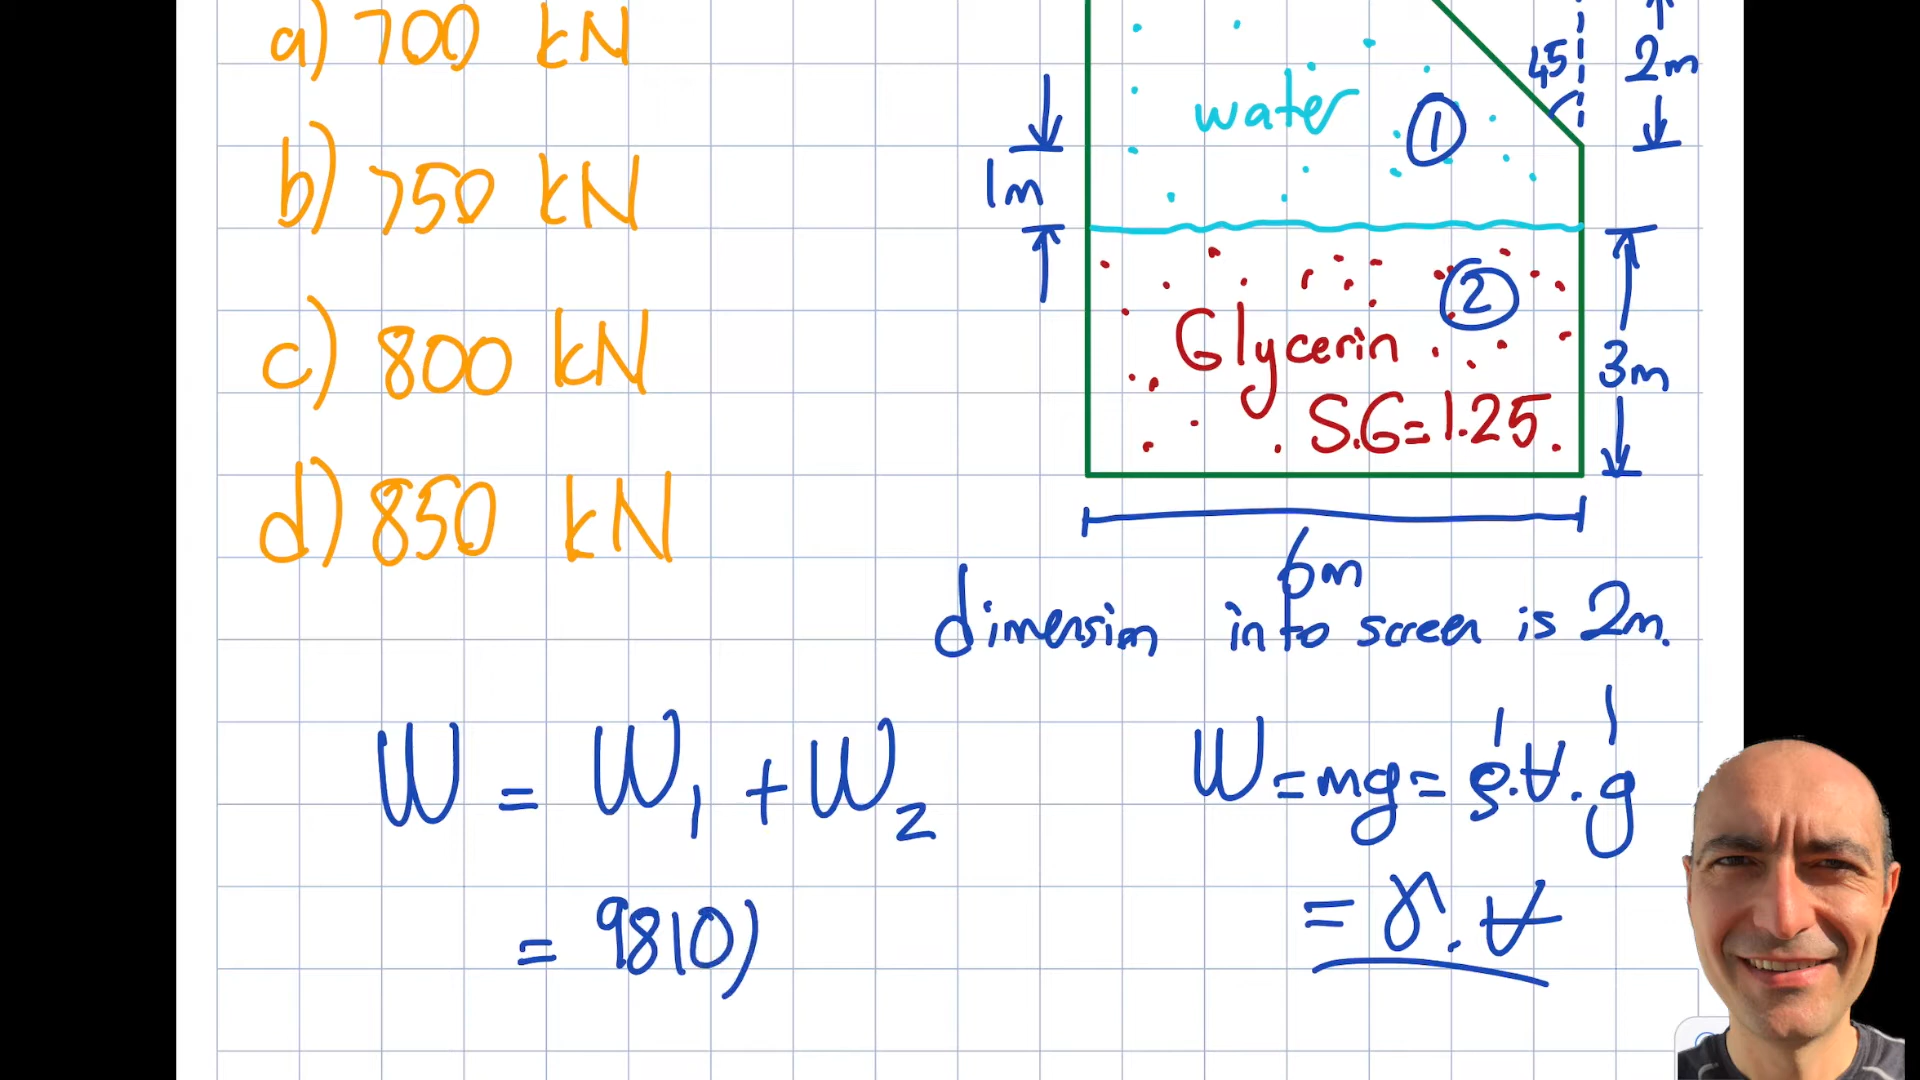 a) 700 kN
b) 750 kN
c) 800 kN
d) 850 kN
45
2m
water
1
1m
2
Glycerin
3m
S.G=1.25
6m
dimension into screen is 2m.
W = W₁ + W₂
W=mg= ρ.V.g
= 9810)
= γ.V